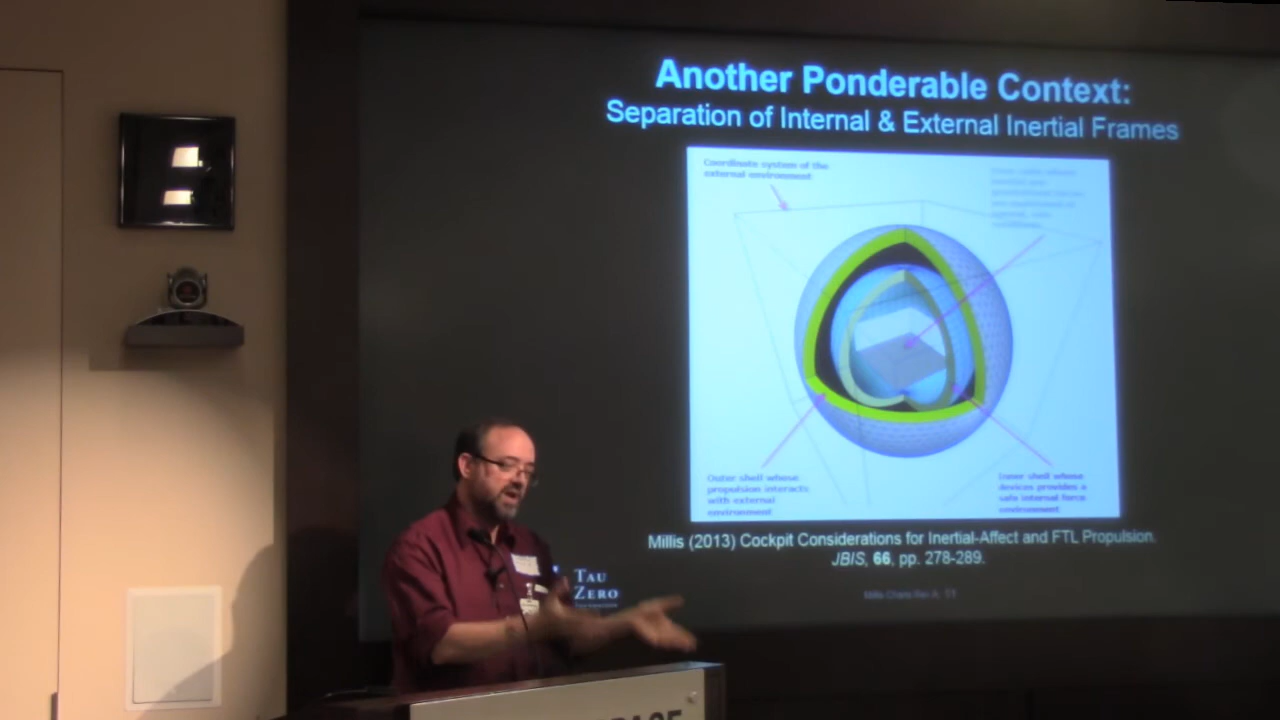 Another Ponderable Context:
Separation of Internal & External Inertial Frames
Coordinate system of the
external environment
Outer shell whose
propulsion interacts
with external
environment
Inner shell whose
devices provides a
safe internal force
environment
Millis (2013) Cockpit Considerations for Inertial-Affect and FTL Propulsion.
JBIS, 66, pp. 278-289.
TAU
ZERO